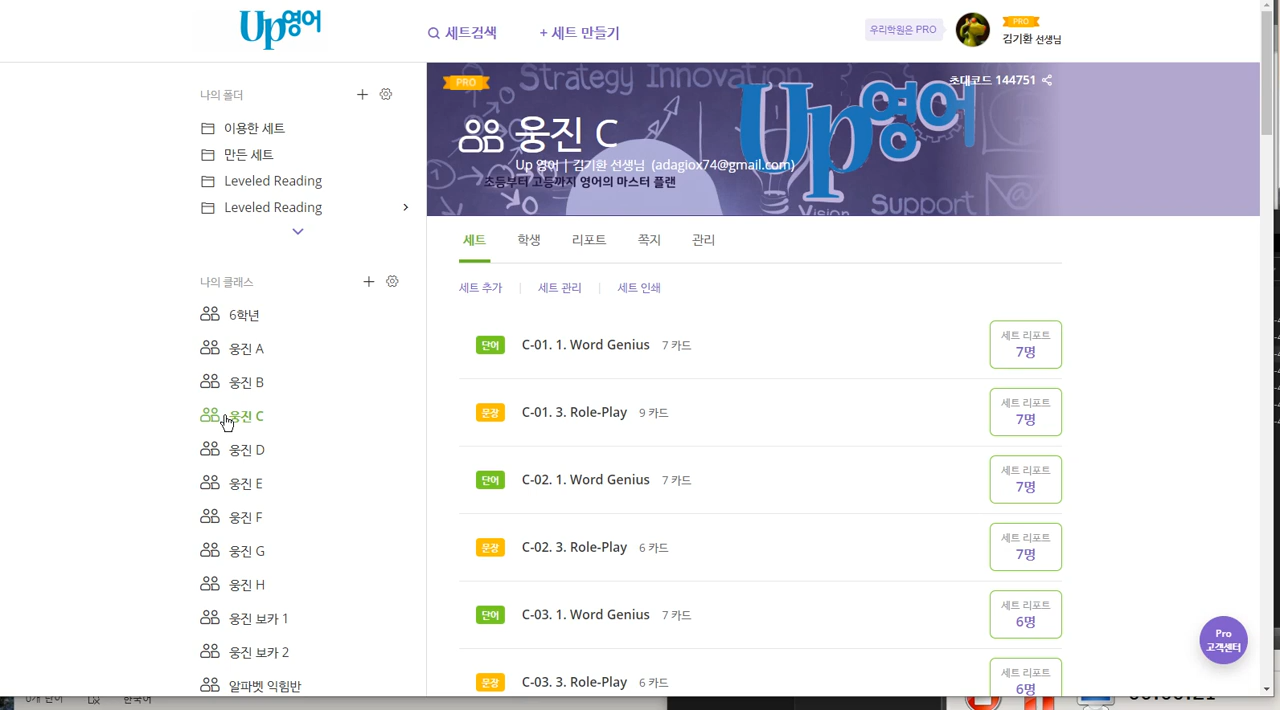 Up영어
세트검색
+ 세트 만들기
우리학원은 PRO
PRO
김기환 선생님
나의 폴더
이용한 세트
만든 세트
Leveled Reading
Leveled Reading
나의 클래스
6학년
웅진 A
웅진 B
웅진 C
웅진 D
웅진 E
웅진 F
웅진 G
웅진 H
웅진 보카 1
웅진 보카 2
알파벳 익힘반
PRO
Strategy Innovation
초대코드 144751
웅진 C
Up영어
Up 영어 | 김기환 선생님 (adagiox74@gmail.com)
초등부터 고등까지 영어의 마스터 플랜
Vision
Support
세트 학생 리포트 쪽지 관리
세트 추가 | 세트 관리 | 세트 인쇄
단어 C-01. 1. Word Genius 7 카드
세트 리포트
7명
문장 C-01. 3. Role-Play 9 카드
세트 리포트
7명
단어 C-02. 1. Word Genius 7 카드
세트 리포트
7명
문장 C-02. 3. Role-Play 6 카드
세트 리포트
7명
단어 C-03. 1. Word Genius 7 카드
세트 리포트
6명
문장 C-03. 3. Role-Play 6 카드
세트 리포트
6명
Pro
고객센터
0개 단어
한국어